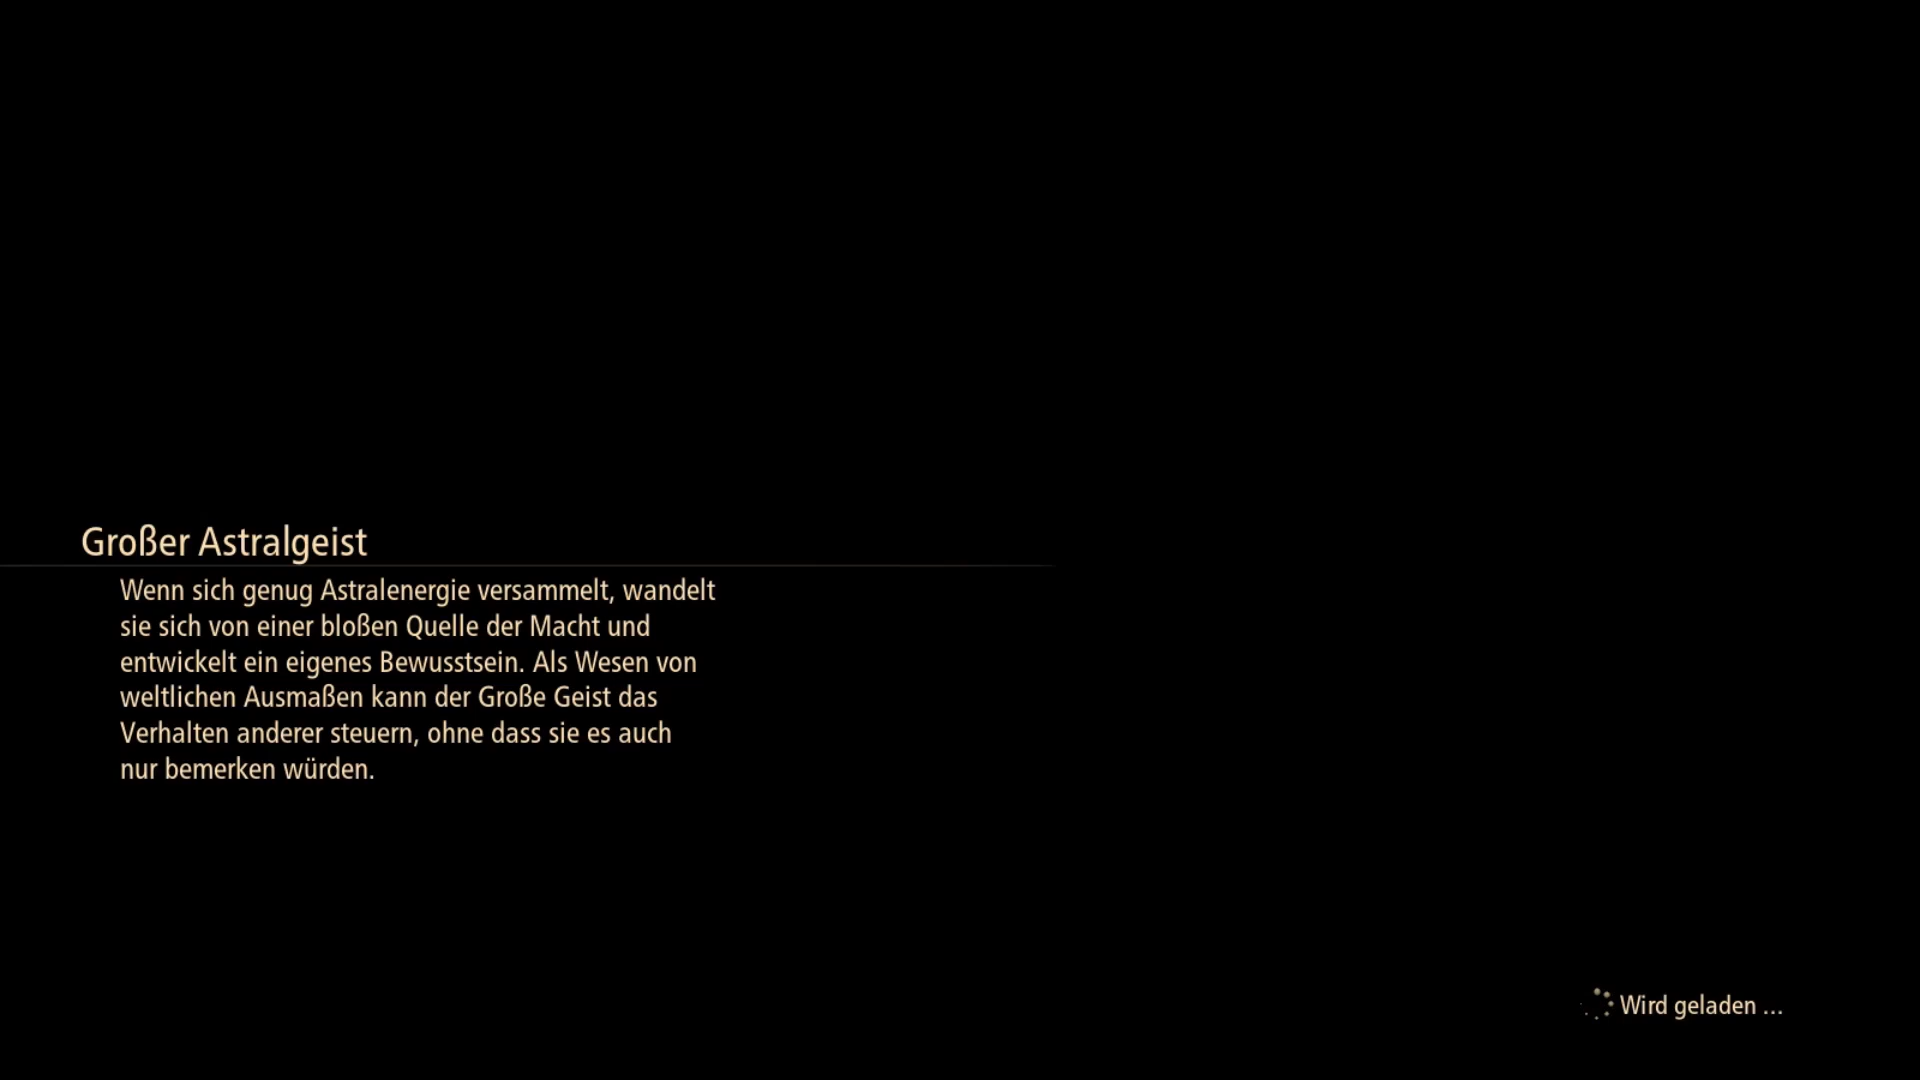 Großer Astralgeist
Wenn sich genug Astralenergie versammelt, wandelt
sie sich von einer bloßen Quelle der Macht und
entwickelt ein eigenes Bewusstsein. Als Wesen von
weltlichen Ausmaßen kann der Große Geist das
Verhalten anderer steuern, ohne dass sie es auch
nur bemerken würden.
Wird geladen ...